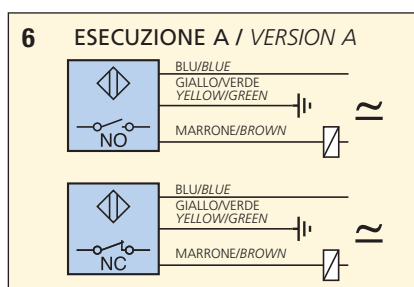 6 ESECUZIONE A / VERSION A
BLU/BLUE
GIALLO/VERDE
YELLOW/GREEN
MARRONE/BROWN
NO
BLU/BLUE
GIALLO/VERDE
YELLOW/GREEN
MARRONE/BROWN
NC